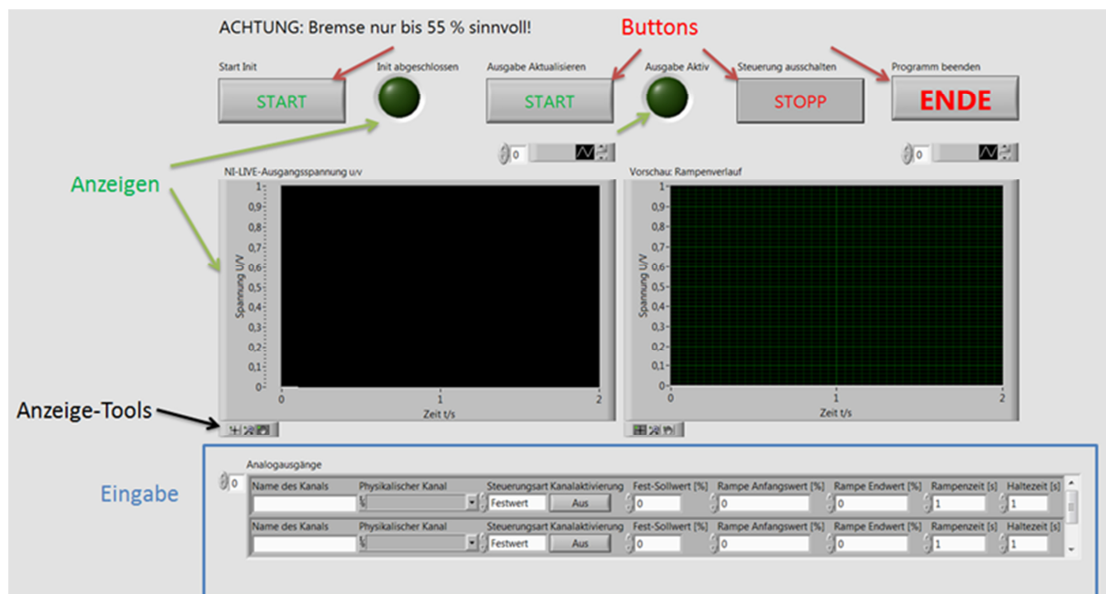 ACHTUNG: Bremse nur bis 55 % sinnvoll!
Buttons
Start Init
Init abgeschlossen
Ausgabe Aktualisieren
Ausgabe Aktiv
Steuerung ausschalten
Programm beenden
START
START
STOPP
ENDE
0
0
Anzeigen
NI-LIVE-Ausgangsspannung u/v
Vorschau: Rampenverlauf
Spannung U/V
1
0,9
0,8
0,7
0,6
0,5
0,4
0,3
0,2
0,1
0
0
1
2
Zeit t/s
Spannung U/V
1
0,9
0,8
0,7
0,6
0,5
0,4
0,3
0,2
0,1
0
0
1
2
Zeit t/s
Anzeige-Tools
Eingabe
Analogausgänge
0
Name des Kanals Physikalischer Kanal Steuerungsart Kanalaktivierung Fest-Sollwert [%] Rampe Anfangswert [%] Rampe Endwert [%] Rampenzeit [s] Haltezeit [s]
Festwert Aus 0 0 0 1 1
Name des Kanals Physikalischer Kanal Steuerungsart Kanalaktivierung Fest-Sollwert [%] Rampe Anfangswert [%] Rampe Endwert [%] Rampenzeit [s] Haltezeit [s]
Festwert Aus 0 0 0 1 1